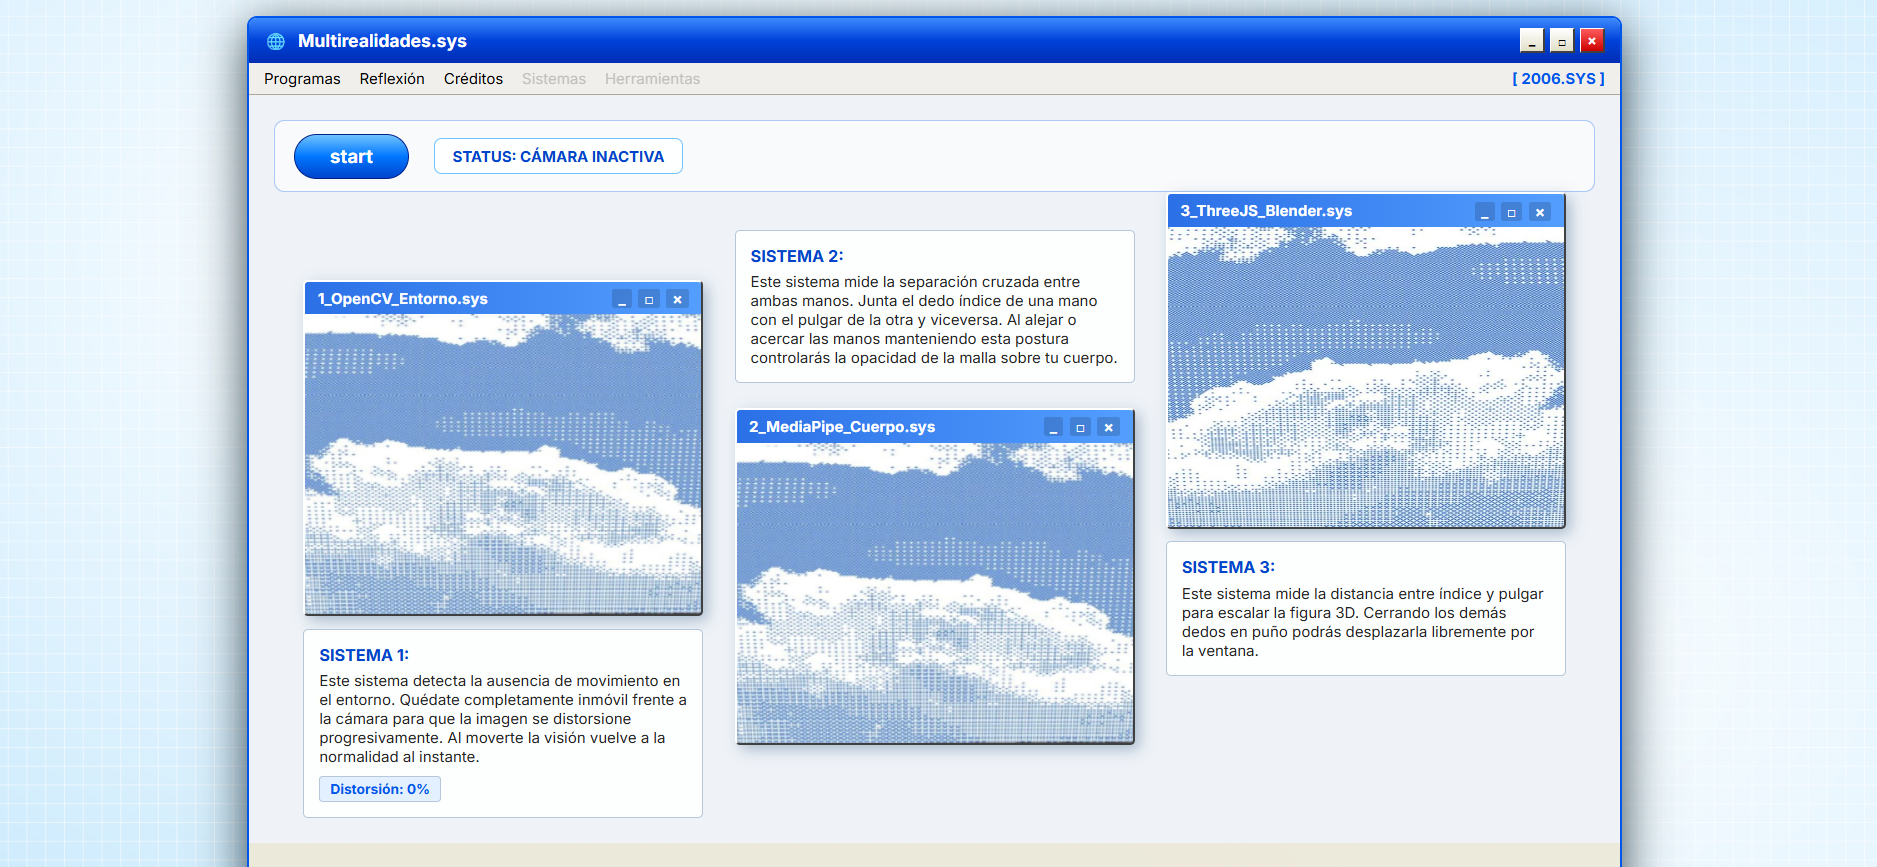 Multirealidades.sys
Programas Reflexión Créditos Sistemas Herramientas
[ 2006.SYS ]
start
STATUS: CÁMARA INACTIVA
1_OpenCV_Entorno.sys
SISTEMA 1:
Este sistema detecta la ausencia de movimiento en
el entorno. Quédate completamente inmóvil frente a
la cámara para que la imagen se distorsione
progresivamente. Al moverte la visión vuelve a la
normalidad al instante.
Distorsión: 0%
SISTEMA 2:
Este sistema mide la separación cruzada entre
ambas manos. Junta el dedo índice de una mano
con el pulgar de la otra y viceversa. Al alejar o
acercar las manos manteniendo esta postura
controlarás la opacidad de la malla sobre tu cuerpo.
2_MediaPipe_Cuerpo.sys
3_ThreeJS_Blender.sys
SISTEMA 3:
Este sistema mide la distancia entre índice y pulgar
para escalar la figura 3D. Cerrando los demás
dedos en puño podrás desplazarla libremente por
la ventana.